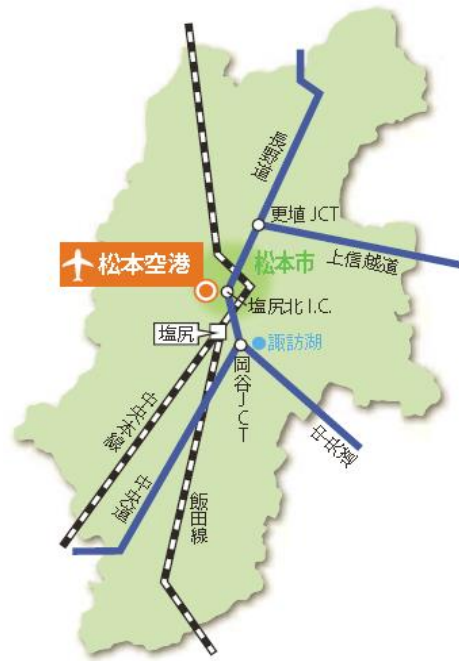 長野道
更埴JCT
上信越道
松本空港
松本市
塩尻北I.C.
塩尻
諏訪湖
岡谷JCT
中央本線
中央道
中央道
飯田線